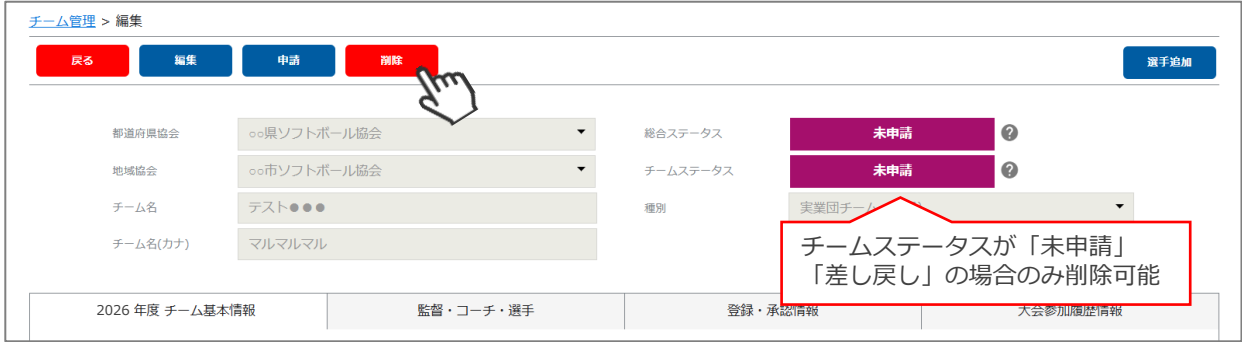 チーム管理 > 編集
戻る 編集 申請 削除 選手追加
都道府県協会 ○○県ソフトボール協会 総合ステータス 未申請 ?
地域協会 ○○市ソフトボール協会 チームステータス 未申請 ?
チーム名 テスト●●● 種別 実業団チーム
チーム名(カナ) マルマルマル
チームステータスが「未申請」
「差し戻し」の場合のみ削除可能
2026 年度 チーム基本情報 監督・コーチ・選手 登録・承認情報 大会参加履歴情報